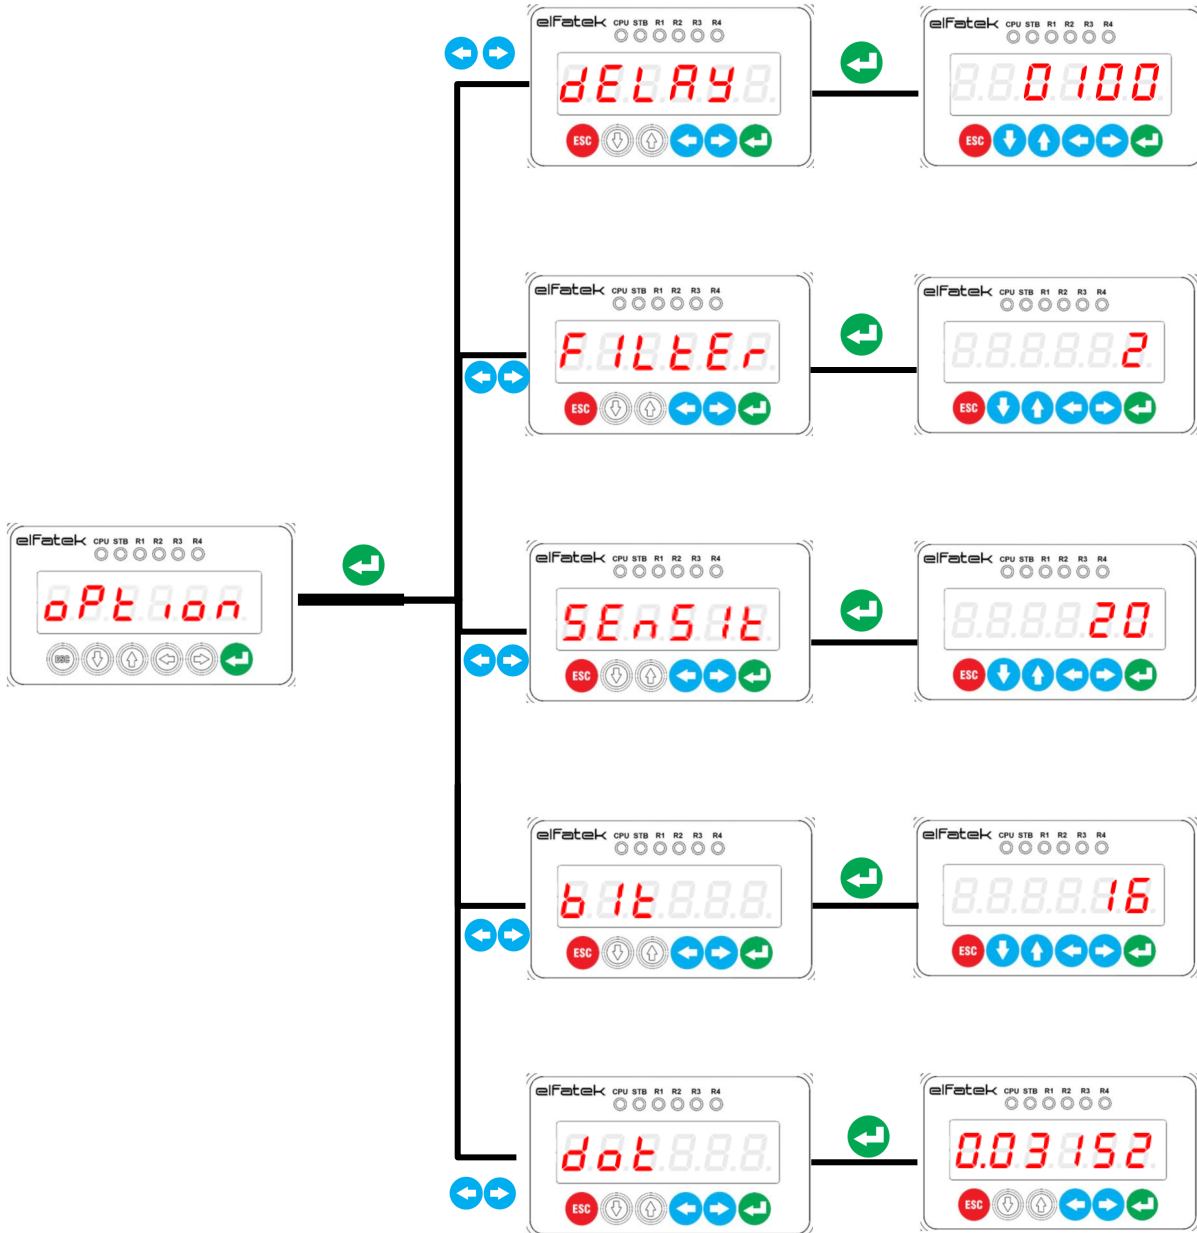 elFatek CPU STB R1 R2 R3 R4
dELAY
ESC
elFatek CPU STB R1 R2 R3 R4
0100
ESC
elFatek CPU STB R1 R2 R3 R4
F1LtEr
ESC
elFatek CPU STB R1 R2 R3 R4
2
ESC
elFatek CPU STB R1 R2 R3 R4
oPtion
ESC
elFatek CPU STB R1 R2 R3 R4
SEnS1t
ESC
elFatek CPU STB R1 R2 R3 R4
20
ESC
elFatek CPU STB R1 R2 R3 R4
b1t
ESC
elFatek CPU STB R1 R2 R3 R4
16
ESC
elFatek CPU STB R1 R2 R3 R4
dot
ESC
elFatek CPU STB R1 R2 R3 R4
0.03152
ESC